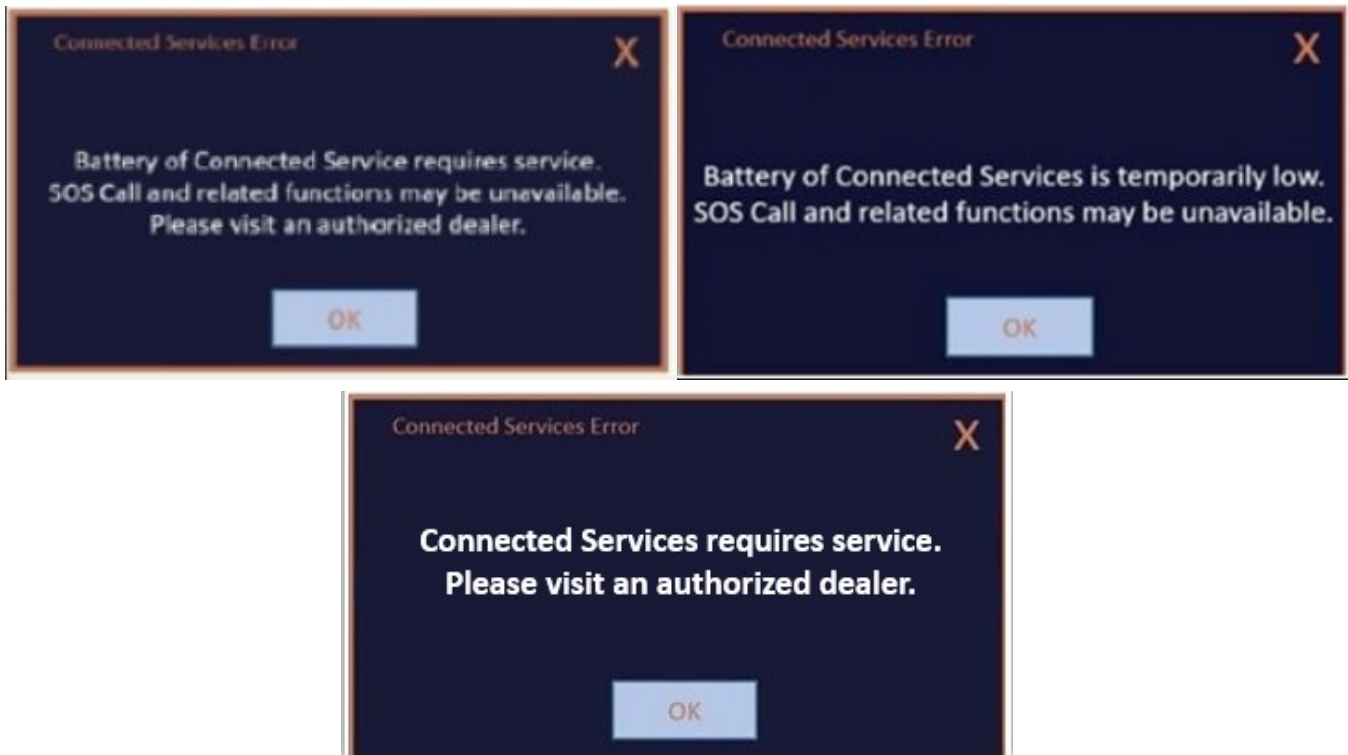 Connected Services Error
X
Battery of Connected Service requires service.
SOS Call and related functions may be unavailable.
Please visit an authorized dealer.
OK
Connected Services Error
X
Battery of Connected Services is temporarily low.
SOS Call and related functions may be unavailable.
OK
Connected Services Error
X
Connected Services requires service.
Please visit an authorized dealer.
OK